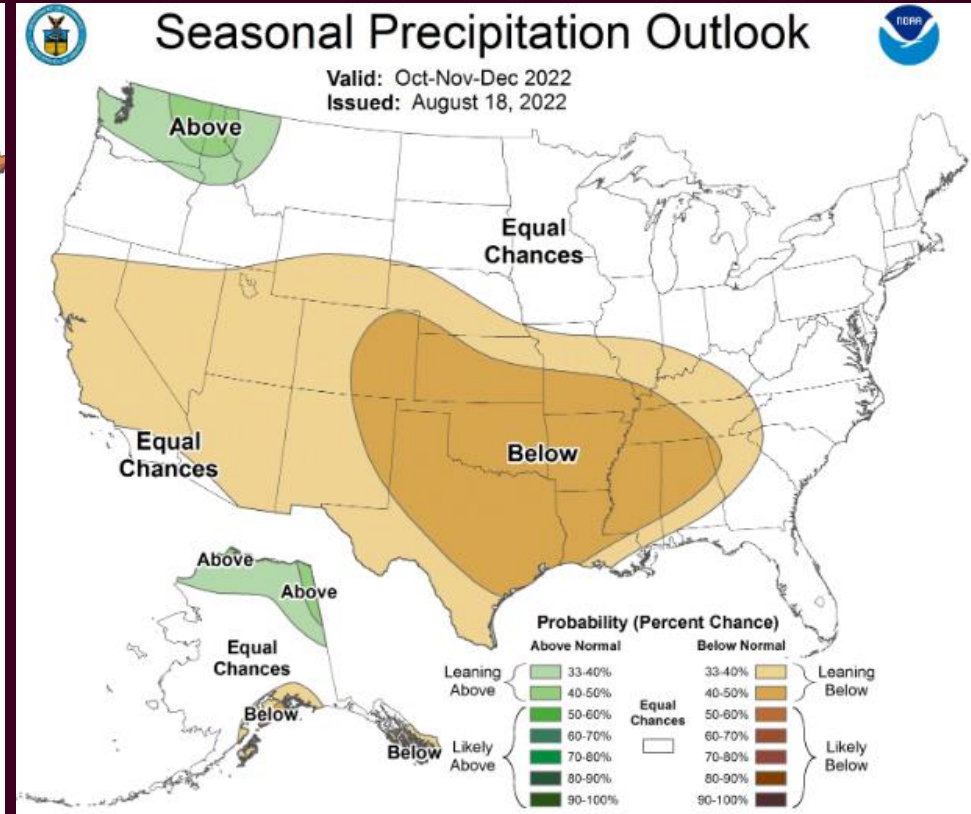 Seasonal Precipitation Outlook
NOAA
Valid: Oct-Nov-Dec 2022
Issued: August 18, 2022
Above
Equal
Chances
Equal
Chances
Below
Above
Above
Equal
Chances
Below
Below
Probability (Percent Chance)
Above Normal
Below Normal
Leaning
Above
33-40%
40-50%
50-60%
60-70%
70-80%
80-90%
90-100%
Likely
Above
Equal
Chances
33-40%
40-50%
50-60%
60-70%
70-80%
80-90%
90-100%
Leaning
Below
Likely
Below